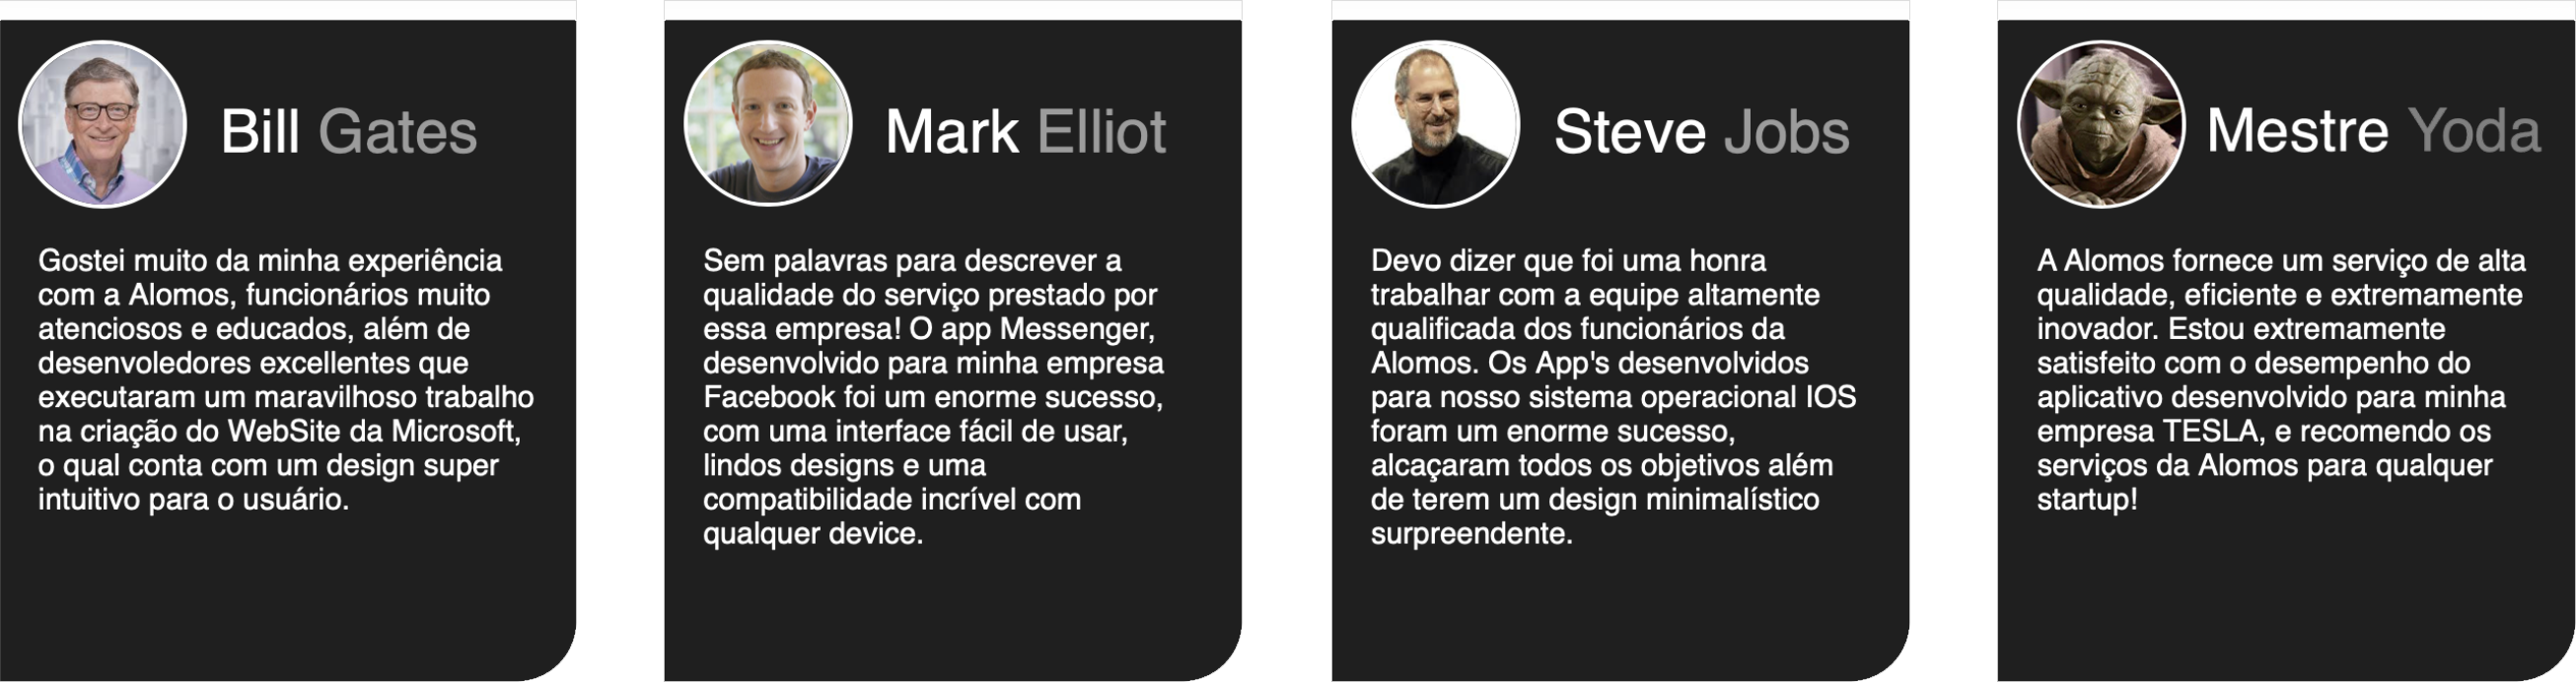 Bill Gates
Gostei muito da minha experiência
com a Alomos, funcionários muito
atenciosos e educados, além de
desenvoledores excellentes que
executaram um maravilhoso trabalho
na criação do WebSite da Microsoft,
o qual conta com um design super
intuitivo para o usuário.
Mark Elliot
Sem palavras para descrever a
qualidade do serviço prestado por
essa empresa! O app Messenger,
desenvolvido para minha empresa
Facebook foi um enorme sucesso,
com uma interface fácil de usar,
lindos designs e uma
compatibilidade incrível com
qualquer device.
Steve Jobs
Devo dizer que foi uma honra
trabalhar com a equipe altamente
qualificada dos funcionários da
Alomos. Os App's desenvolvidos
para nosso sistema operacional IOS
foram um enorme sucesso,
alcaçaram todos os objetivos além
de terem um design minimalístico
surpreendente.
Mestre Yoda
A Alomos fornece um serviço de alta
qualidade, eficiente e extremamente
inovador. Estou extremamente
satisfeito com o desempenho do
aplicativo desenvolvido para minha
empresa TESLA, e recomendo os
serviços da Alomos para qualquer
startup!